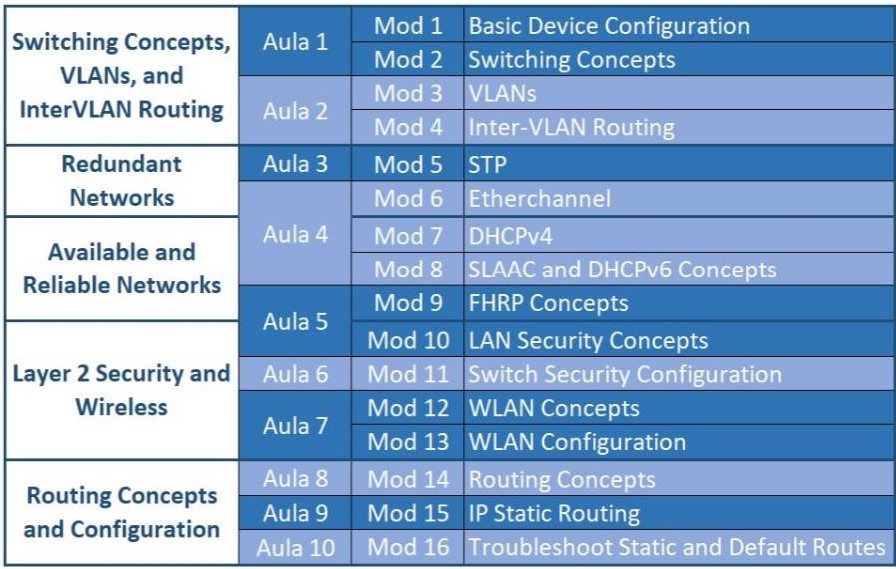 Switching Concepts,
VLANs, and
InterVLAN Routing
Aula 1
Mod 1 Basic Device Configuration
Mod 2 Switching Concepts
Aula 2
Mod 3 VLANs
Mod 4 Inter-VLAN Routing
Redundant
Networks
Aula 3
Mod 5 STP
Aula 4
Mod 6 Etherchannel
Available and
Reliable Networks
Mod 7 DHCPv4
Mod 8 SLAAC and DHCPv6 Concepts
Aula 5
Mod 9 FHRP Concepts
Layer 2 Security and
Wireless
Mod 10 LAN Security Concepts
Aula 6
Mod 11 Switch Security Configuration
Aula 7
Mod 12 WLAN Concepts
Mod 13 WLAN Configuration
Routing Concepts
and Configuration
Aula 8
Mod 14 Routing Concepts
Aula 9
Mod 15 IP Static Routing
Aula 10
Mod 16 Troubleshoot Static and Default Routes